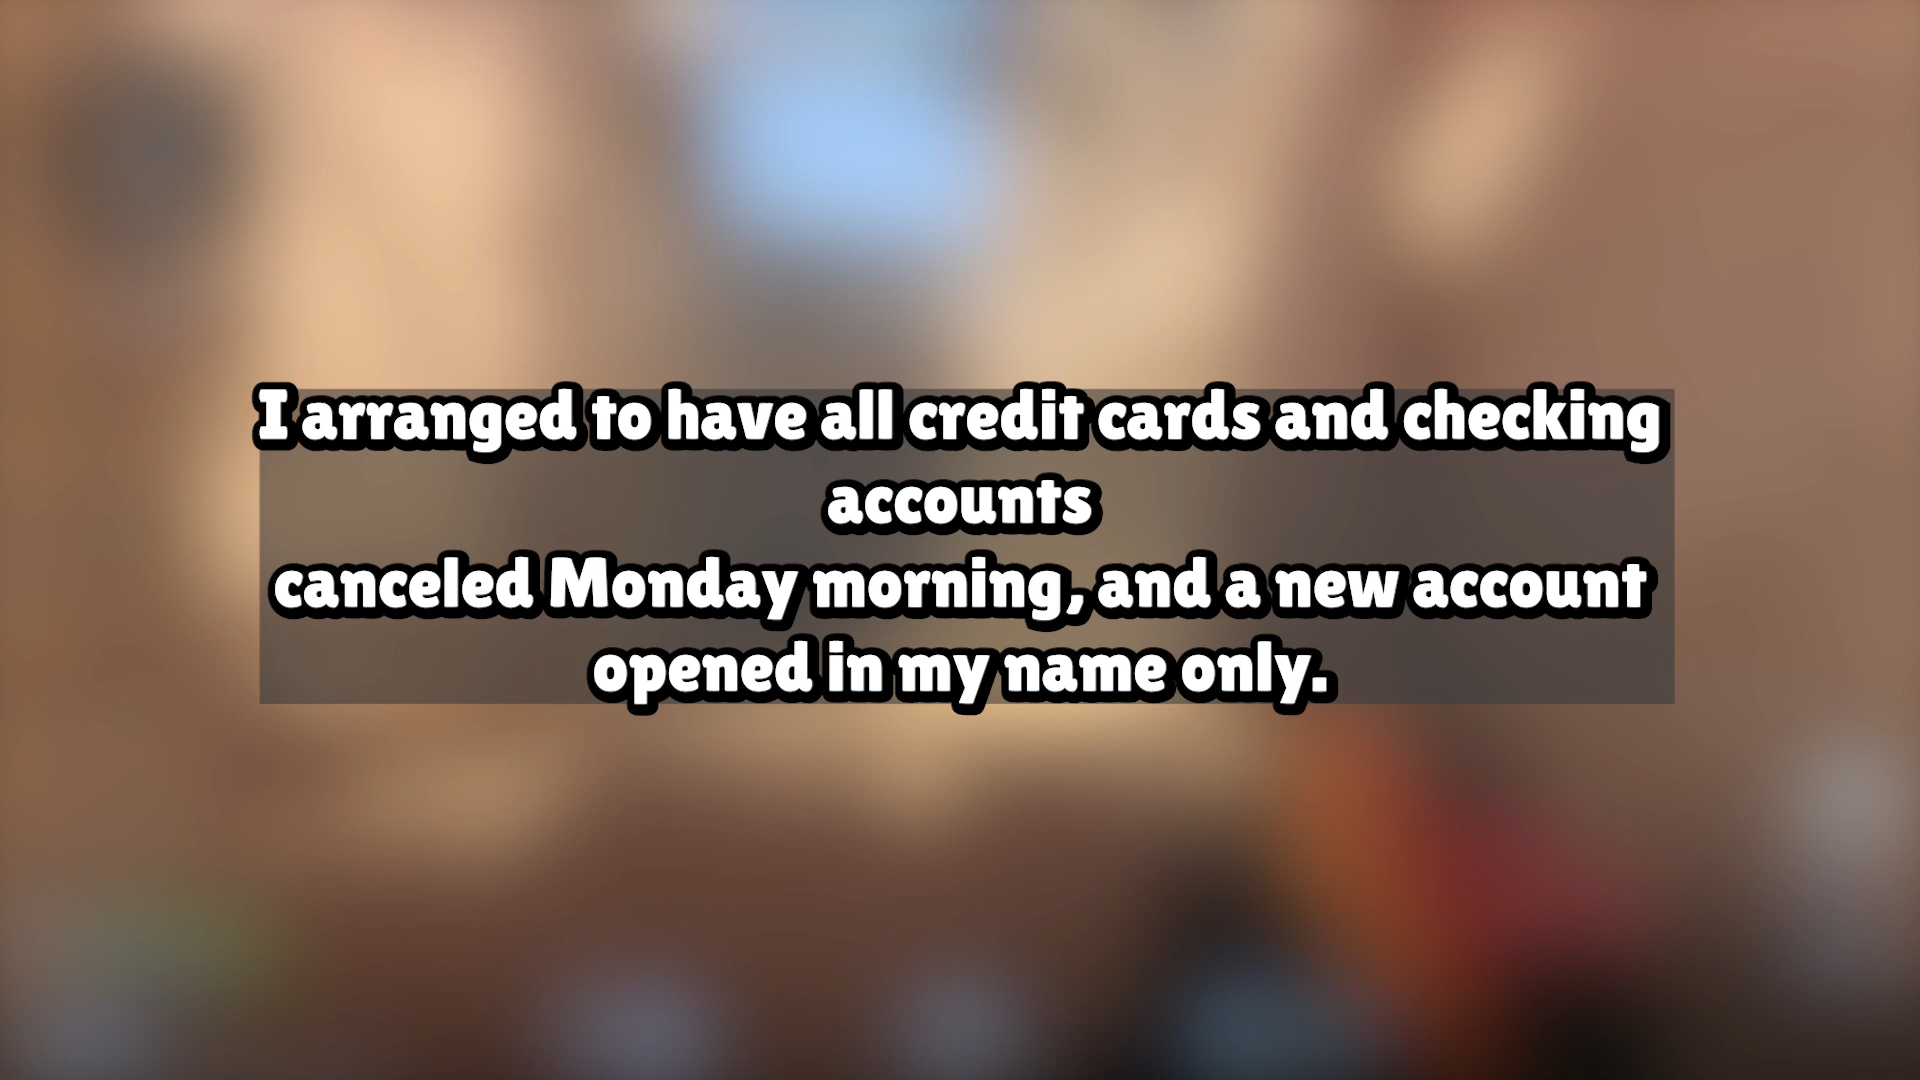 I arranged to have all credit cards and checking
accounts
canceled Monday morning, and a new account
opened in my name only.